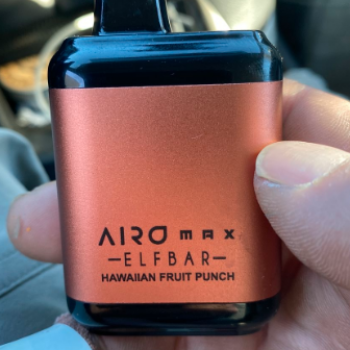 AIRO MAX
ELFBAR
HAWAIIAN FRUIT PUNCH